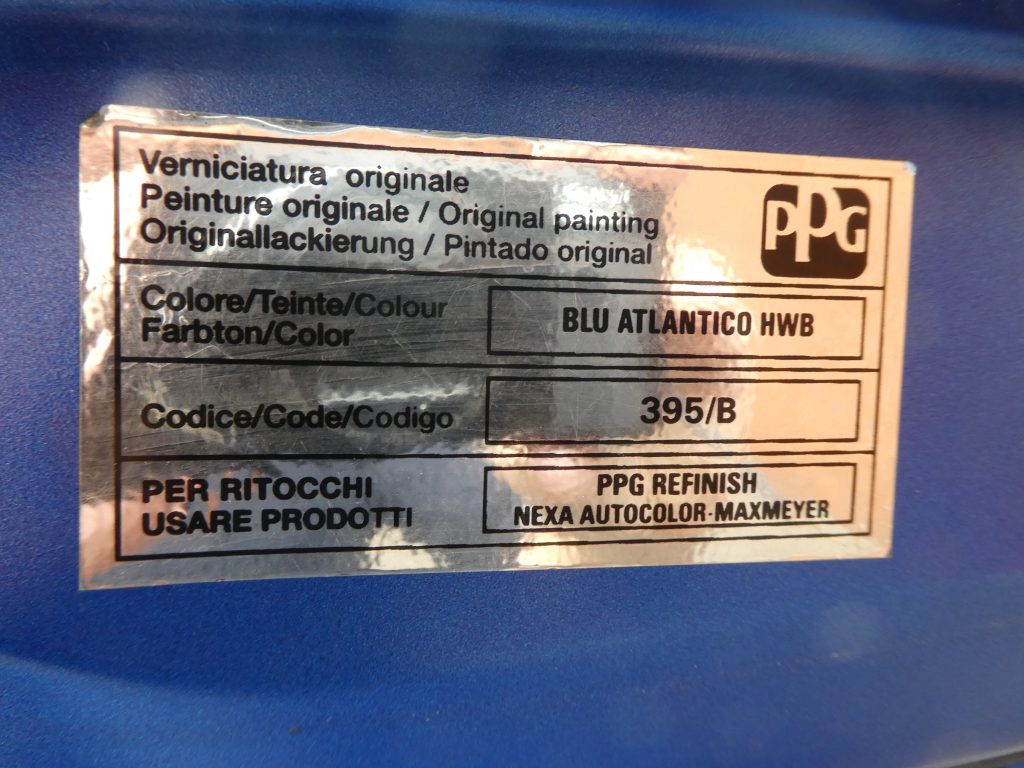 Verniciatura originale
Peinture originale / Original painting
Originallackierung / Pintado original
PPG
Colore/Teinte/Colour
Farbton/Color
BLU ATLANTICO HWB
Codice/Code/Codigo
395/B
PER RITOCCHI
USARE PRODOTTI
PPG REFINISH
NEXA AUTOCOLOR-MAXMEYER